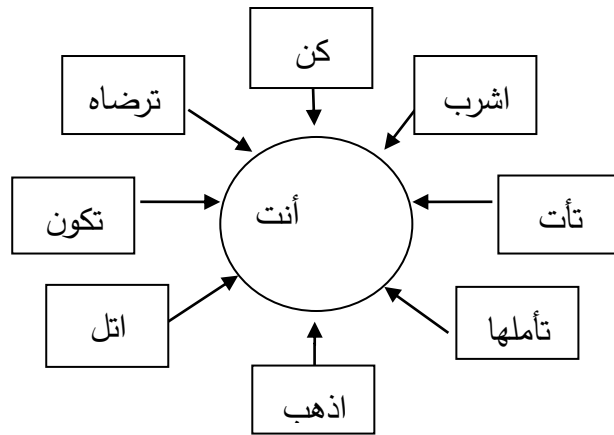 كن
اشرب
ترضاه
أنت
تأت
تكون
اتل
تأملها
اذهب